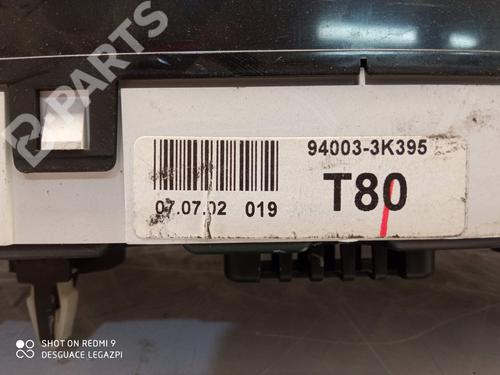 B-PARTS
94003-3K395
07.07.02 019
T80
SHOT ON REDMI 9
DESGUACE LEGAZPI